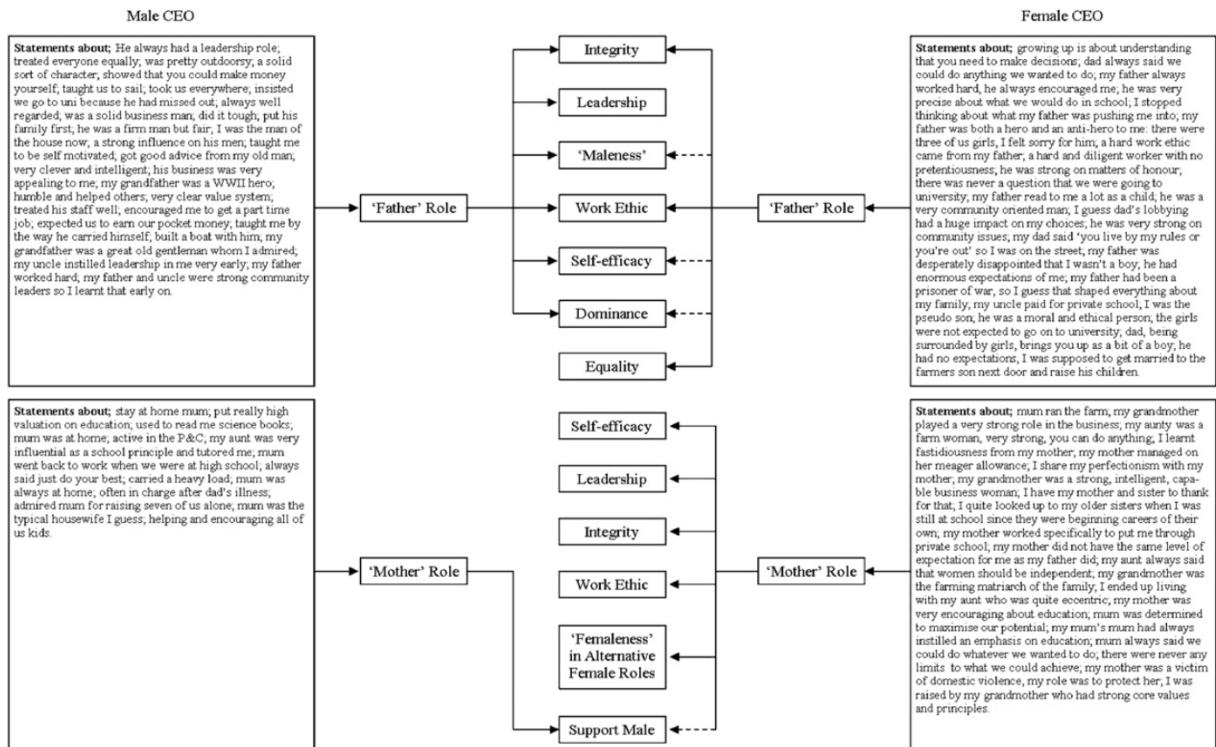 Male CEO
Female CEO
Statements about; He always had a leadership role;
treated everyone equally; was pretty outdoorsy; a solid
sort of character; showed that you could make money
yourself; taught us to sail; took us everywhere; insisted
we go to uni because he had missed out; always well
regarded; was a solid business man; did it tough; put his
family first; he was a firm man but fair; I was the man of
the house now; a strong influence on his men; taught me
to be self motivated; got good advice from my old man;
very clever and intelligent; his business was very
appealing to me; my grandfather was a WWII hero;
humble and helped others; very clear value system;
treated his staff well; encouraged me to get a part time
job; expected us to earn our pocket money; taught me by
the way he carried himself; built a boat with him; my
grandfather was a great old gentleman whom I admired;
my uncle instilled leadership in me very early; my father
worked hard; my father and uncle were strong community
leaders so I learnt that early on.
'Father' Role
Integrity
Leadership
'Maleness'
Work Ethic
Self-efficacy
Dominance
Equality
'Father' Role
Statements about; growing up is about understanding
that you need to make decisions; dad always said we
could do anything we wanted to do; my father always
worked hard, he always encouraged me; he was very
precise about what we would do in school; I stopped
thinking about what my father was pushing me into; my
father was both a hero and an anti-hero to me: there were
three of us girls, I felt sorry for him; a hard work ethic
came from my father; a hard and diligent worker with no
pretentiousness; he was strong on matters of honour;
there was never a question that we were going to
university; my father read to me a lot as a child; he was a
very community oriented man; I guess dad's lobbying
had a huge impact on my choices; he was very strong on
community issues; my dad said 'you live by my rules or
you're out' so I was on the street; my father was
desperately disappointed that I wasn't a boy; he had
enormous expectations of me; my father had been a
prisoner of war, so I guess that shaped everything about
my family; my uncle paid for private school; I was the
pseudo son; he was a moral and ethical person; the girls
were not expected to go on to university; dad, being
surrounded by girls, brings you up as a bit of a boy; he
had no expectations, I was supposed to get married to the
farmers son next door and raise his children.
Statements about; stay at home mum; put really high
valuation on education; used to read me science books;
mum was at home; active in the P&C; my aunt was very
influential as a school principle and tutored me; mum
went back to work when we were at high school; always
said just do your best; carried a heavy load; mum was
always at home; often in charge after dad's illness;
admired mum for raising seven of us alone; mum was the
typical housewife I guess; helping and encouraging all of
us kids.
'Mother' Role
Self-efficacy
Leadership
Integrity
Work Ethic
'Femaleness'
in Alternative
Female Roles
Support Male
'Mother' Role
Statements about; mum ran the farm; my grandmother
played a very strong role in the business; my aunty was a
farm woman, very strong, you can do anything; I learnt
fastidiousness from my mother; my mother managed on
her meager allowance; I share my perfectionism with my
mother; my grandmother was a strong, intelligent, capa-
ble business woman; I have my mother and sister to thank
for that; I quite looked up to my older sisters when I was
still at school since they were beginning careers of their
own; my mother worked specifically to put me through
private school; my mother did not have the same level of
expectation for me as my father did; my aunt always said
that women should be independent; my grandmother was
the farming matriarch of the family; I ended up living
with my aunt who was quite eccentric; my mother was
very encouraging about education; mum was determined
to maximise our potential; my mum's mum had always
instilled an emphasis on education; mum always said we
could do whatever we wanted to do; there were never any
limits to what we could achieve; my mother was a victim
of domestic violence, my role was to protect her; I was
raised by my grandmother who had strong core values
and principles.